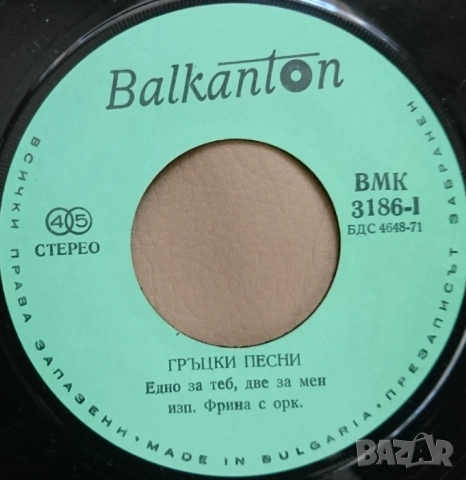 Balkanton
45
СТЕРЕО
ВМК
3186-I
БДС 4648-71
ГРЪЦКИ ПЕСНИ
Едно за теб, две за мен
изп. Фрина с орк.
ВСИЧКИ ПРАВА ЗАПАЗЕНИ • MADE IN BULGARIA • ПРЕЗАПИСЪТ ЗАБРАНЕН
BAZAR